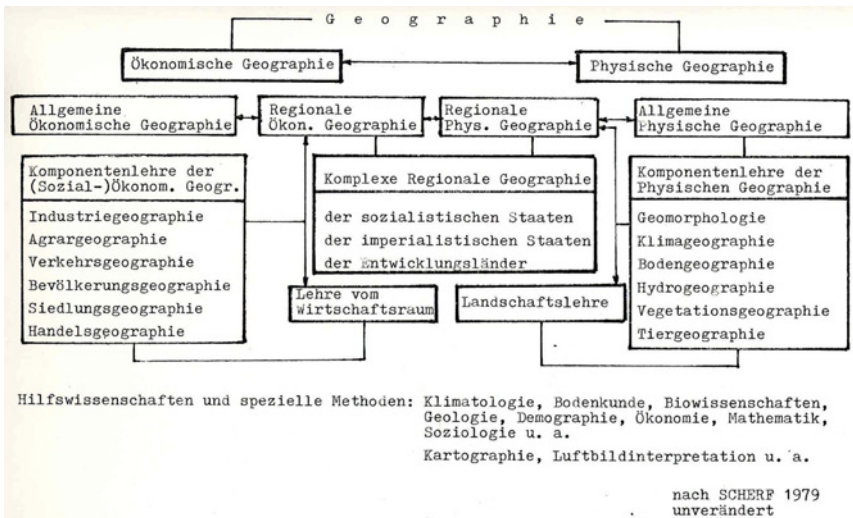 Geographie
Ökonomische Geographie
Physische Geographie
Allgemeine
Ökonomische Geographie
Regionale
Ökon. Geographie
Regionale
Phys. Geographie
Allgemeine
Physische Geographie
Komponentenlehre der
(Sozial-)Ökonom. Geogr.
Industriegeographie
Agrargeographie
Verkehrsgeographie
Bevölkerungsgeographie
Siedlungsgeographie
Handelsgeographie
Komplexe Regionale Geographie
der sozialistischen Staaten
der imperialistischen Staaten
der Entwicklungsländer
Komponentenlehre der
Physischen Geographie
Geomorphologie
Klimageographie
Bodengeographie
Hydrogeographie
Vegetationsgeographie
Tiergeographie
Lehre vom
Wirtschaftsraum
Landschaftslehre
Hilfswissenschaften und spezielle Methoden: Klimatologie, Bodenkunde, Biowissenschaften,
Geologie, Demographie, Ökonomie, Mathematik,
Soziologie u. a.
Kartographie, Luftbildinterpretation u. a.
nach SCHERF 1979
unverändert